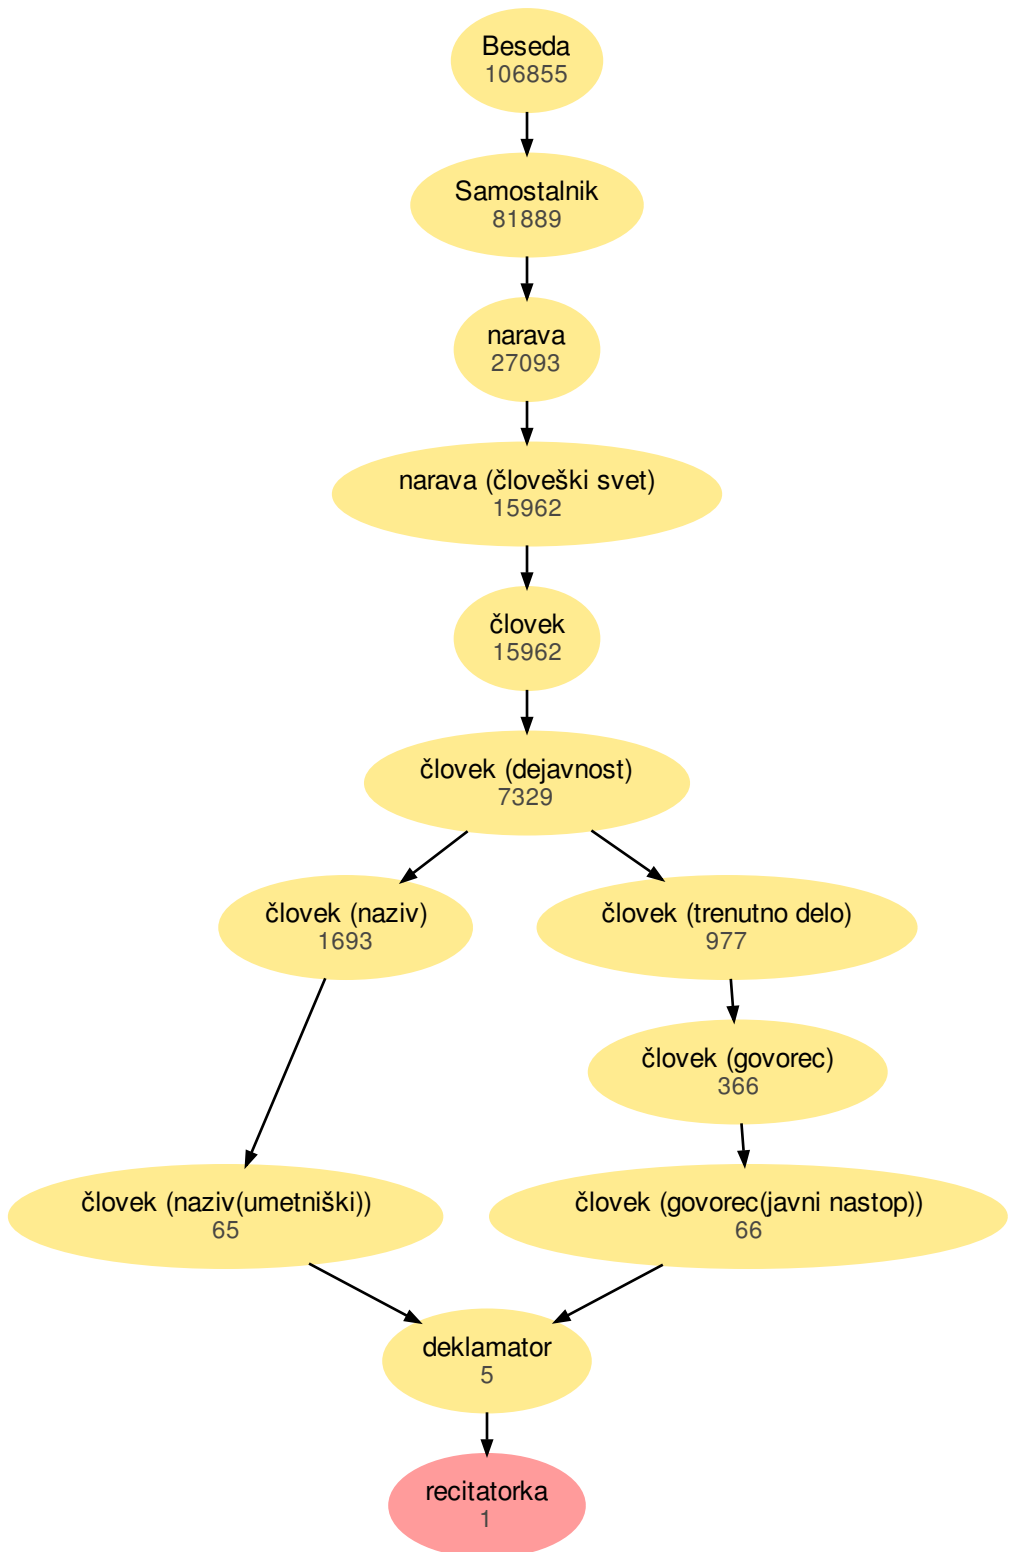 Beseda
106855
Samostalnik
81889
narava
27093
narava (človeški svet)
15962
človek
15962
človek (dejavnost)
7329
človek (naziv)
1693
človek (trenutno delo)
977
človek (govorec)
366
človek (naziv(umetniški))
65
človek (govorec(javni nastop))
66
deklamator
5
recitatorka
1